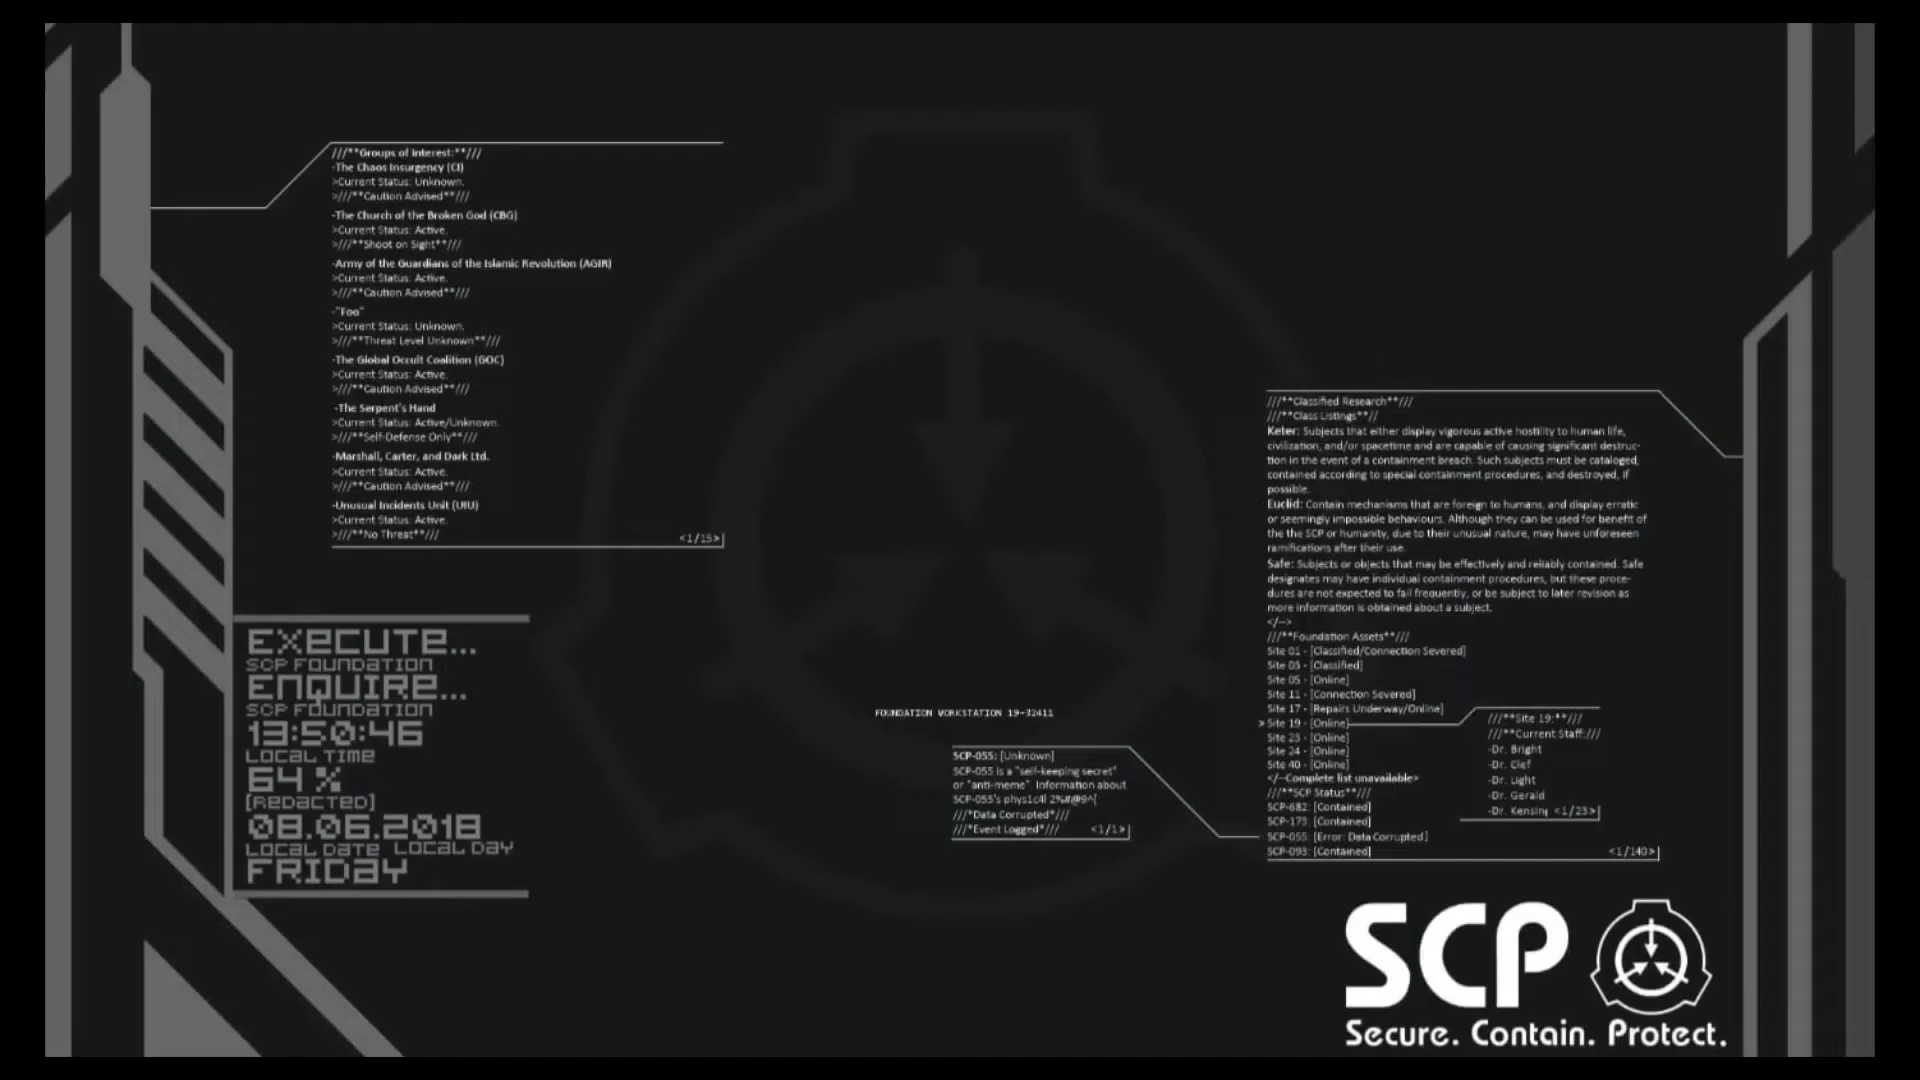 ///**Groups of Interest:**///
-The Chaos Insurgency (CI)
>Current Status: Unknown.
>///**Caution Advised**///
-The Church of the Broken God (CBG)
>Current Status: Active.
>///**Shoot on Sight**///
-Army of the Guardians of the Islamic Revolution (AGIR)
>Current Status: Active.
>///**Caution Advised**///
-"Foo"
>Current Status: Unknown.
>///**Threat Level Unknown**///
-The Global Occult Coalition (GOC)
>Current Status: Active.
>///**Caution Advised**///
-The Serpent's Hand
>Current Status: Active/Unknown.
>///**Self-Defense Only**///
-Marshall, Carter, and Dark Ltd.
>Current Status: Active.
>///**Caution Advised**///
-Unusual Incidents Unit (UIU)
>Current Status: Active.
>///**No Threat**///
<1/15>
EXECUTE...
SCP FOUNDATION
ENQUIRE...
SCP FOUNDATION
13:50:46
LOCAL TIME
64 %
[REDACTED]
08.06.2018
LOCAL DATE LOCAL DAY
FRIDAY
FOUNDATION WORKSTATION 19-32411
SCP-055: [Unknown]
SCP-055 is a "self-keeping secret"
or "anti-meme". Information about
SCP-055's phys1c4l 2%#@9^[
///*Data Corrupted*///
///*Event Logged*/// <1/1>
///**Classified Research**///
///**Class Listings**//
Keter: Subjects that either display vigorous active hostility to human life,
civilization, and/or spacetime and are capable of causing significant destruc-
tion in the event of a containment breach. Such subjects must be cataloged,
contained according to special containment procedures, and destroyed, if
possible.
Euclid: Contain mechanisms that are foreign to humans, and display erratic
or seemingly impossible behaviours. Although they can be used for benefit of
the the SCP or humanity, due to their unusual nature, may have unforeseen
ramifications after their use.
Safe: Subjects or objects that may be effectively and reliably contained. Safe
designates may have individual containment procedures, but these proce-
dures are not expected to fail frequently, or be subject to later revision as
more information is obtained about a subject.
</-->
///**Foundation Assets**///
Site 01 - [Classified/Connection Severed]
Site 03 - [Classified]
Site 05 - [Online]
Site 11 - [Connection Severed]
Site 17 - [Repairs Underway/Online]
>Site 19 - [Online]
Site 23 - [Online]
Site 24 - [Online]
Site 40 - [Online]
</--Complete list unavailable>
///**SCP Status**///
SCP-682: [Contained]
SCP-173: [Contained]
SCP-055: [Error: Data Corrupted]
SCP-093: [Contained]
<1/140>
///**Site 19:**///
///**Current Staff:///
-Dr. Bright
-Dr. Clef
-Dr. Light
-Dr. Gerald
-Dr. Kensing <1/23>
SCP
Secure. Contain. Protect.